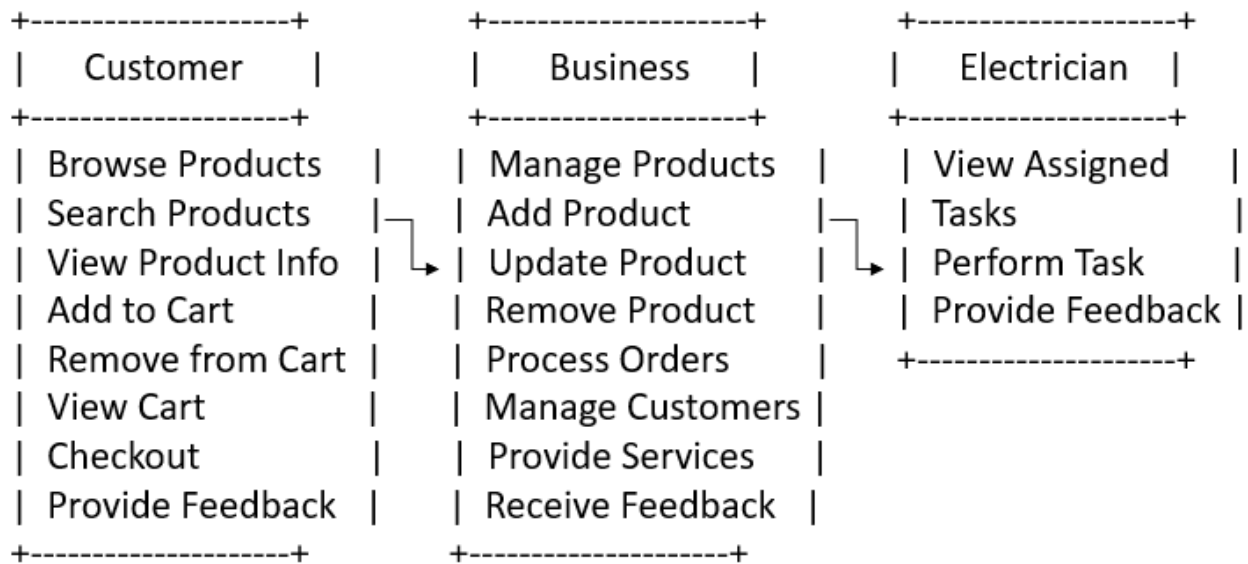 +---------------------+ +---------------------+ +---------------------+
| Customer | | Business | | Electrician |
+---------------------+ +---------------------+ +---------------------+
| Browse Products | | Manage Products | | View Assigned |
| Search Products | | Add Product | | Tasks |
| View Product Info | | Update Product | | Perform Task |
| Add to Cart | | Remove Product | | Provide Feedback |
| Remove from Cart | | Process Orders | +---------------------+
| View Cart | | Manage Customers |
| Checkout | | Provide Services |
| Provide Feedback | | Receive Feedback |
+---------------------+ +---------------------+